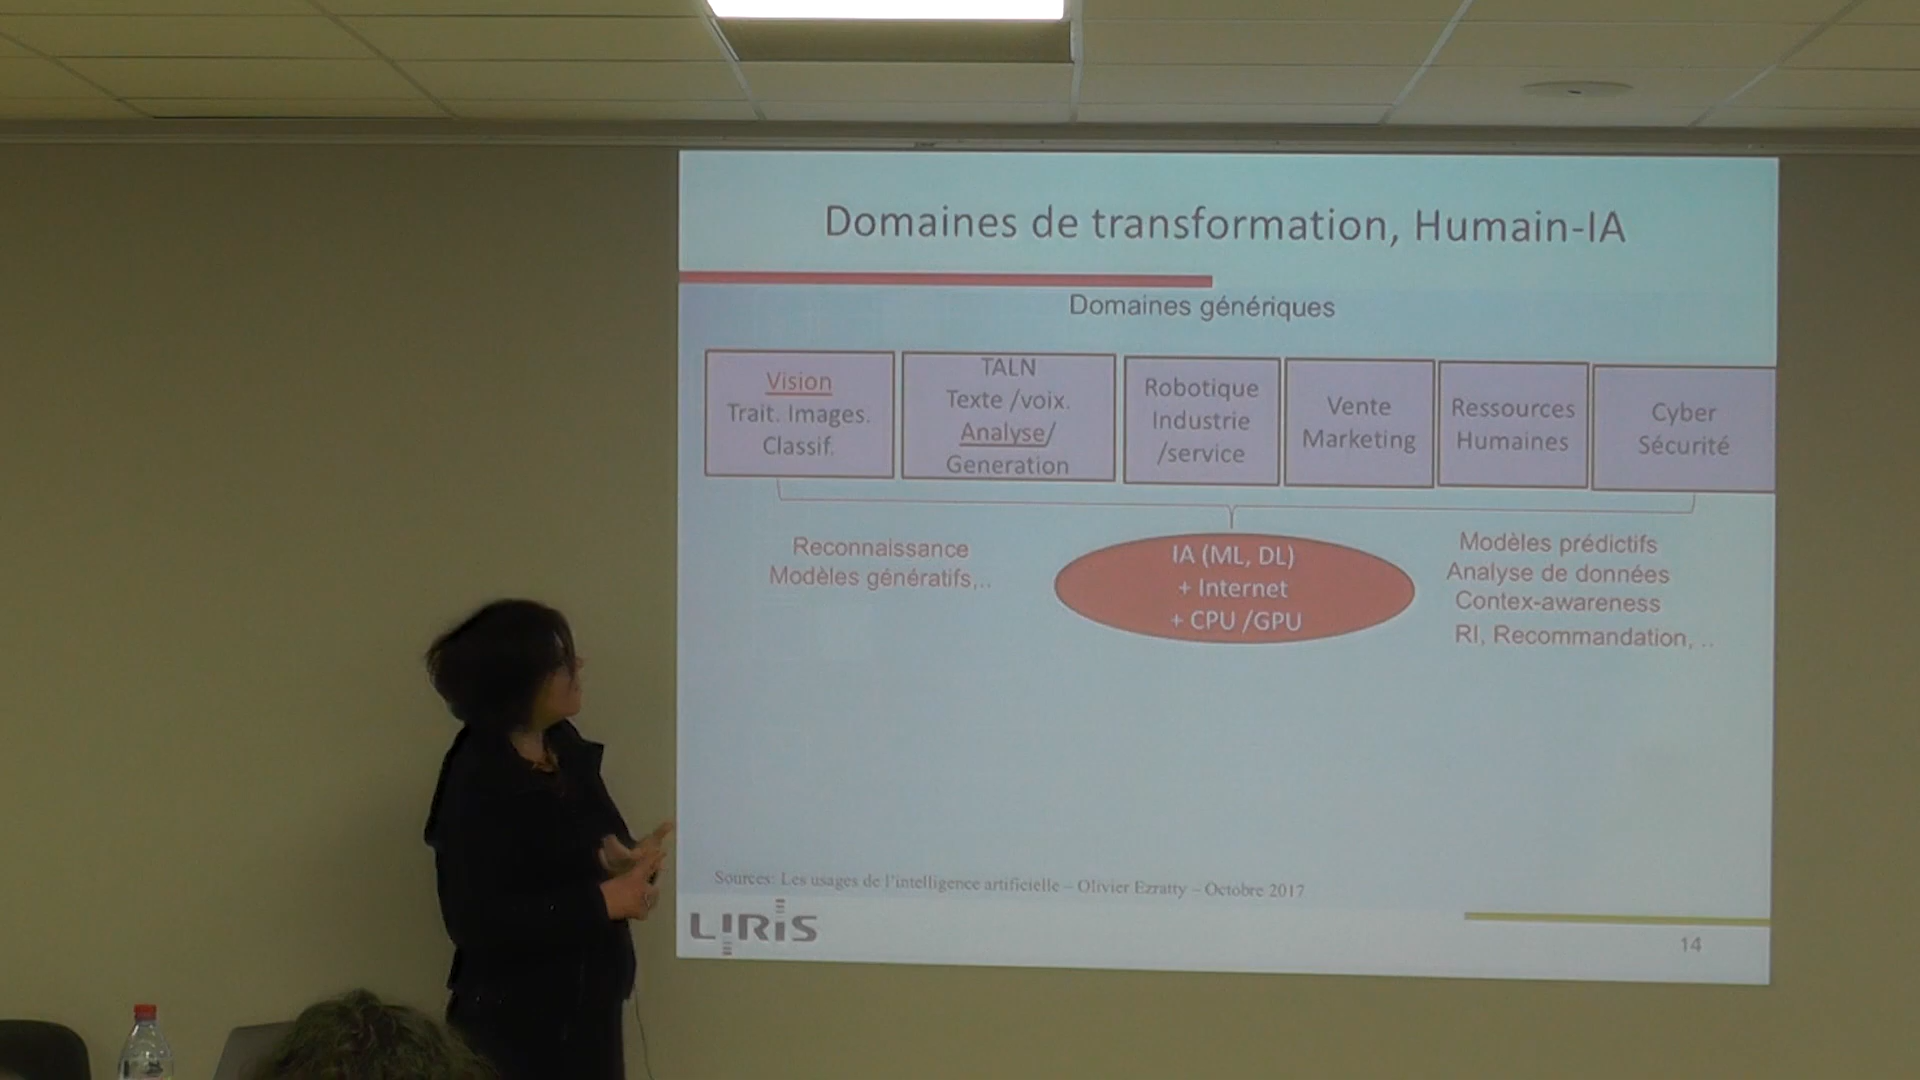 Domaines de transformation, Humain-IA
Domaines génériques
Vision
Trait. Images.
Classif.
TALN
Texte /voix.
Analyse/
Generation
Robotique
Industrie
/service
Vente
Marketing
Ressources
Humaines
Cyber
Sécurité
Reconnaissance
Modèles génératifs,..
IA (ML, DL)
+ Internet
+ CPU /GPU
Modèles prédictifs
Analyse de données
Contex-awareness
RI, Recommandation, ..
Sources: Les usages de l'intelligence artificielle – Olivier Ezratty – Octobre 2017
LIRIS
14